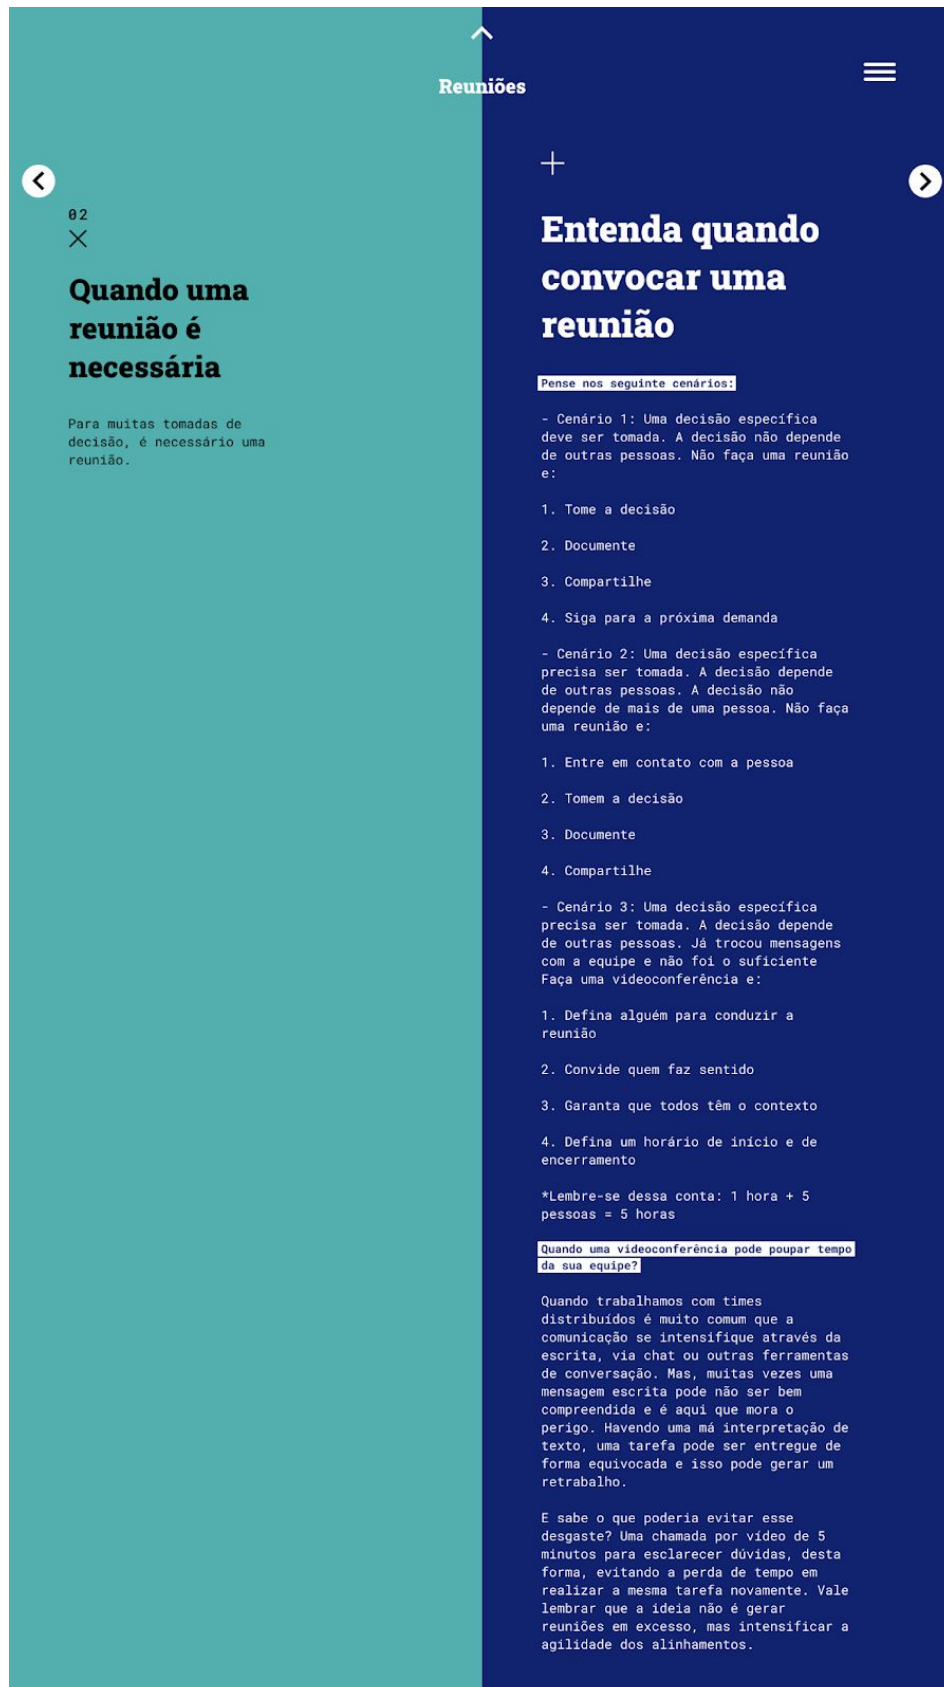 Reuniões
02
Quando uma
reunião é
necessária
Para muitas tomadas de
decisão, é necessário uma
reunião.
Entenda quando
convocar uma
reunião
Pense nos seguinte cenários:
- Cenário 1: Uma decisão específica
deve ser tomada. A decisão não depende
de outras pessoas. Não faça uma reunião
e:
1. Tome a decisão
2. Documente
3. Compartilhe
4. Siga para a próxima demanda
- Cenário 2: Uma decisão específica
precisa ser tomada. A decisão depende
de outras pessoas. A decisão não
depende de mais de uma pessoa. Não faça
uma reunião e:
1. Entre em contato com a pessoa
2. Tomem a decisão
3. Documente
4. Compartilhe
- Cenário 3: Uma decisão específica
precisa ser tomada. A decisão depende
de outras pessoas. Já trocou mensagens
com a equipe e não foi o suficiente
Faça uma videoconferência e:
1. Defina alguém para conduzir a
reunião
2. Convide quem faz sentido
3. Garanta que todos têm o contexto
4. Defina um horário de início e de
encerramento
*Lembre-se dessa conta: 1 hora + 5
pessoas = 5 horas
Quando uma videoconferência pode poupar tempo
da sua equipe?
Quando trabalhamos com times
distribuídos é muito comum que a
comunicação se intensifique através da
escrita, via chat ou outras ferramentas
de conversação. Mas, muitas vezes uma
mensagem escrita pode não ser bem
compreendida e é aqui que mora o
perigo. Havendo uma má interpretação de
texto, uma tarefa pode ser entregue de
forma equivocada e isso pode gerar um
retrabalho.
E sabe o que poderia evitar esse
desgaste? Uma chamada por vídeo de 5
minutos para esclarecer dúvidas, desta
forma, evitando a perda de tempo em
realizar a mesma tarefa novamente. Vale
lembrar que a ideia não é gerar
reuniões em excesso, mas intensificar a
agilidade dos alinhamentos.